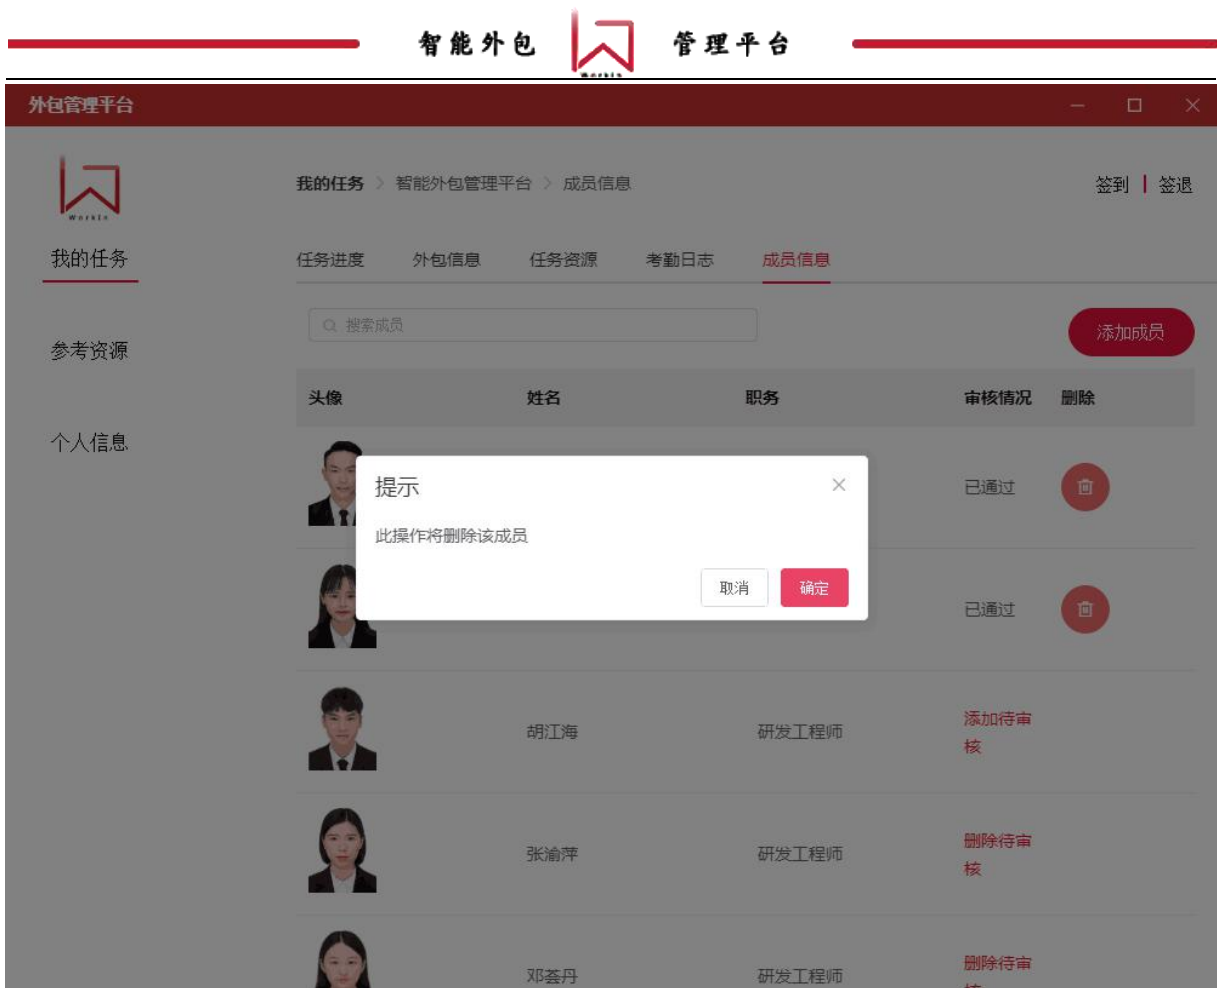 智能外包
WorkIn
管理平台
外包管理平台
WorkIn
我的任务 > 智能外包管理平台 > 成员信息
签到 | 签退
我的任务
任务进度 外包信息 任务资源 考勤日志 成员信息
搜索成员
添加成员
参考资源
头像 姓名 职务 审核情况 删除
个人信息
已通过
提示
此操作将删除该成员
取消 确定
已通过
胡江海 研发工程师 添加待审
核
张渝萍 研发工程师 删除待审
核
邓荟丹 研发工程师 删除待审